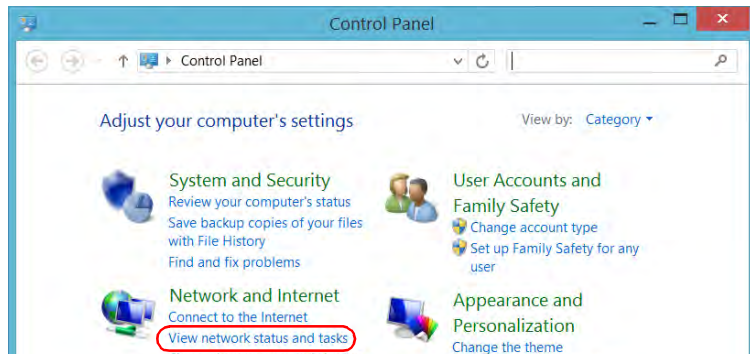 Control Panel
Control Panel
Adjust your computer's settings
View by: Category
System and Security
Review your computer's status
Save backup copies of your files
with File History
Find and fix problems
Network and Internet
Connect to the Internet
View network status and tasks
User Accounts and
Family Safety
Change account type
Set up Family Safety for any
user
Appearance and
Personalization
Change the theme